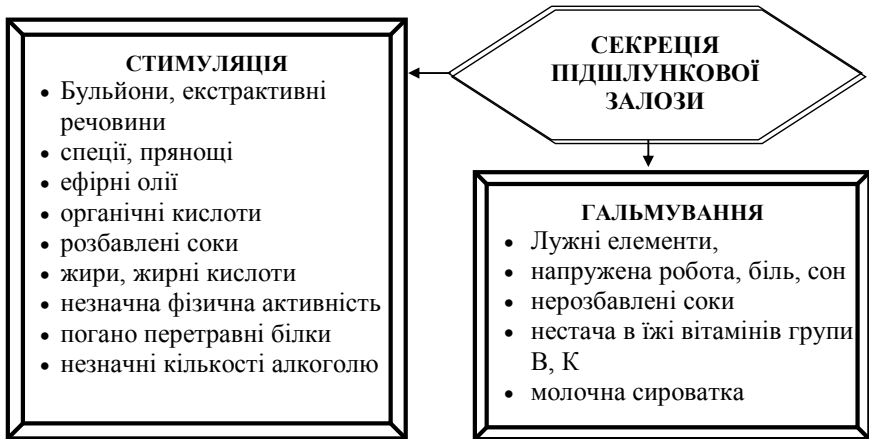 СЕКРЕЦІЯ
ПІДШЛУНКОВОЇ
ЗАЛОЗИ
СТИМУЛЯЦІЯ
• Бульйони, екстрактивні
речовини
• спеції, прянощі
• ефірні олії
• органічні кислоти
• розбавлені соки
• жири, жирні кислоти
• незначна фізична активність
• погано перетравні білки
• незначні кількості алкоголю
ГАЛЬМУВАННЯ
• Лужні елементи,
• напружена робота, біль, сон
• нерозбавлені соки
• нестача в їжі вітамінів групи
В, К
• молочна сироватка